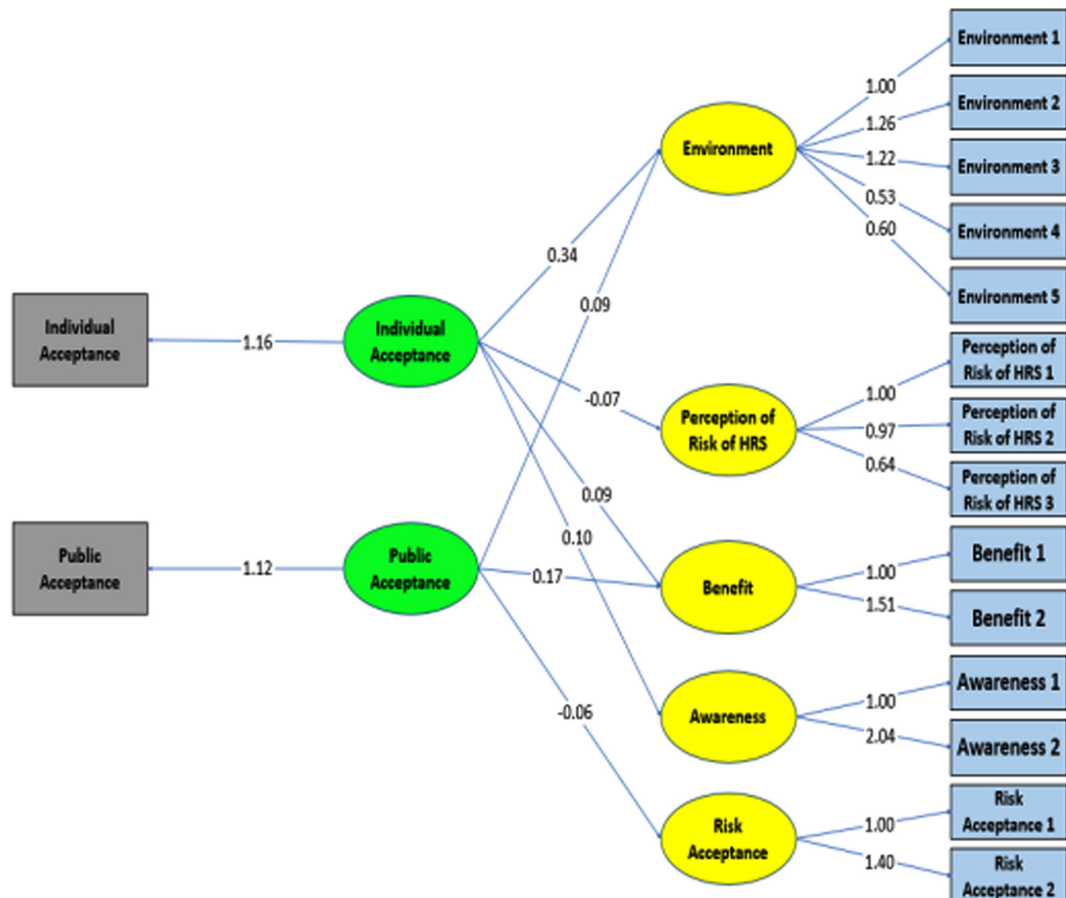 Environment 1
1.00
Environment 2
1.26
Environment
1.22
Environment 3
0.53
Environment 4
0.60
0.34
0.09
Environment 5
Individual
Acceptance
1.16
Individual
Acceptance
Perception of
Risk of HRS 1
-0.07
1.00
Perception of
Risk of HRS
Perception of
Risk of HRS 2
0.97
0.64
Perception of
Risk of HRS 3
0.09
0.10
Public
Acceptance
1.12
Public
Acceptance
0.17
Benefit
Benefit 1
1.00
1.51
Benefit 2
Awareness 1
1.00
Awareness
2.04
Awareness 2
-0.06
Risk
Acceptance
Risk
Acceptance 1
1.00
1.40
Risk
Acceptance 2